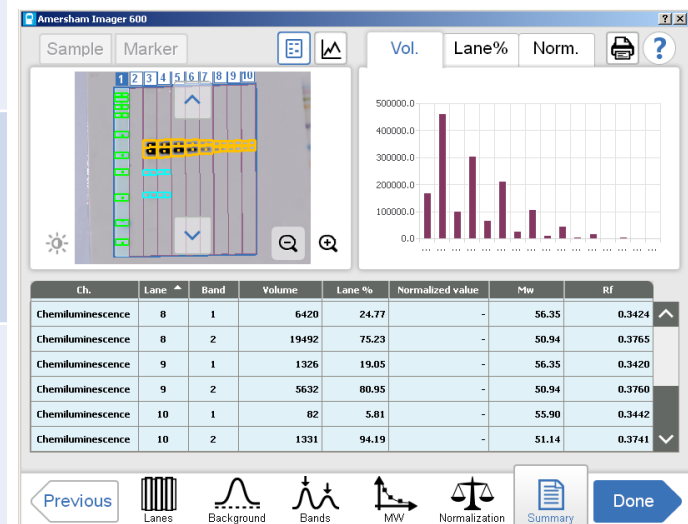 Amersham Imager 600
? x
Sample Marker Vol. Lane% Norm. ?
1 2 3 4 5 6 7 8 9 10
500000.0
400000.0
300000.0
200000.0
100000.0
0.0
... ... ... ... ... ... ... ... ...
Ch. Lane Band Volume Lane % Normalized value Mw Rf
Chemiluminescence 8 1 6420 24.77 - 56.35 0.3424
Chemiluminescence 8 2 19492 75.23 - 50.94 0.3765
Chemiluminescence 9 1 1326 19.05 - 56.35 0.3420
Chemiluminescence 9 2 5632 80.95 - 50.94 0.3760
Chemiluminescence 10 1 82 5.81 - 55.90 0.3442
Chemiluminescence 10 2 1331 94.19 - 51.14 0.3741
Previous Lanes Background Bands MW Normalization Summary Done